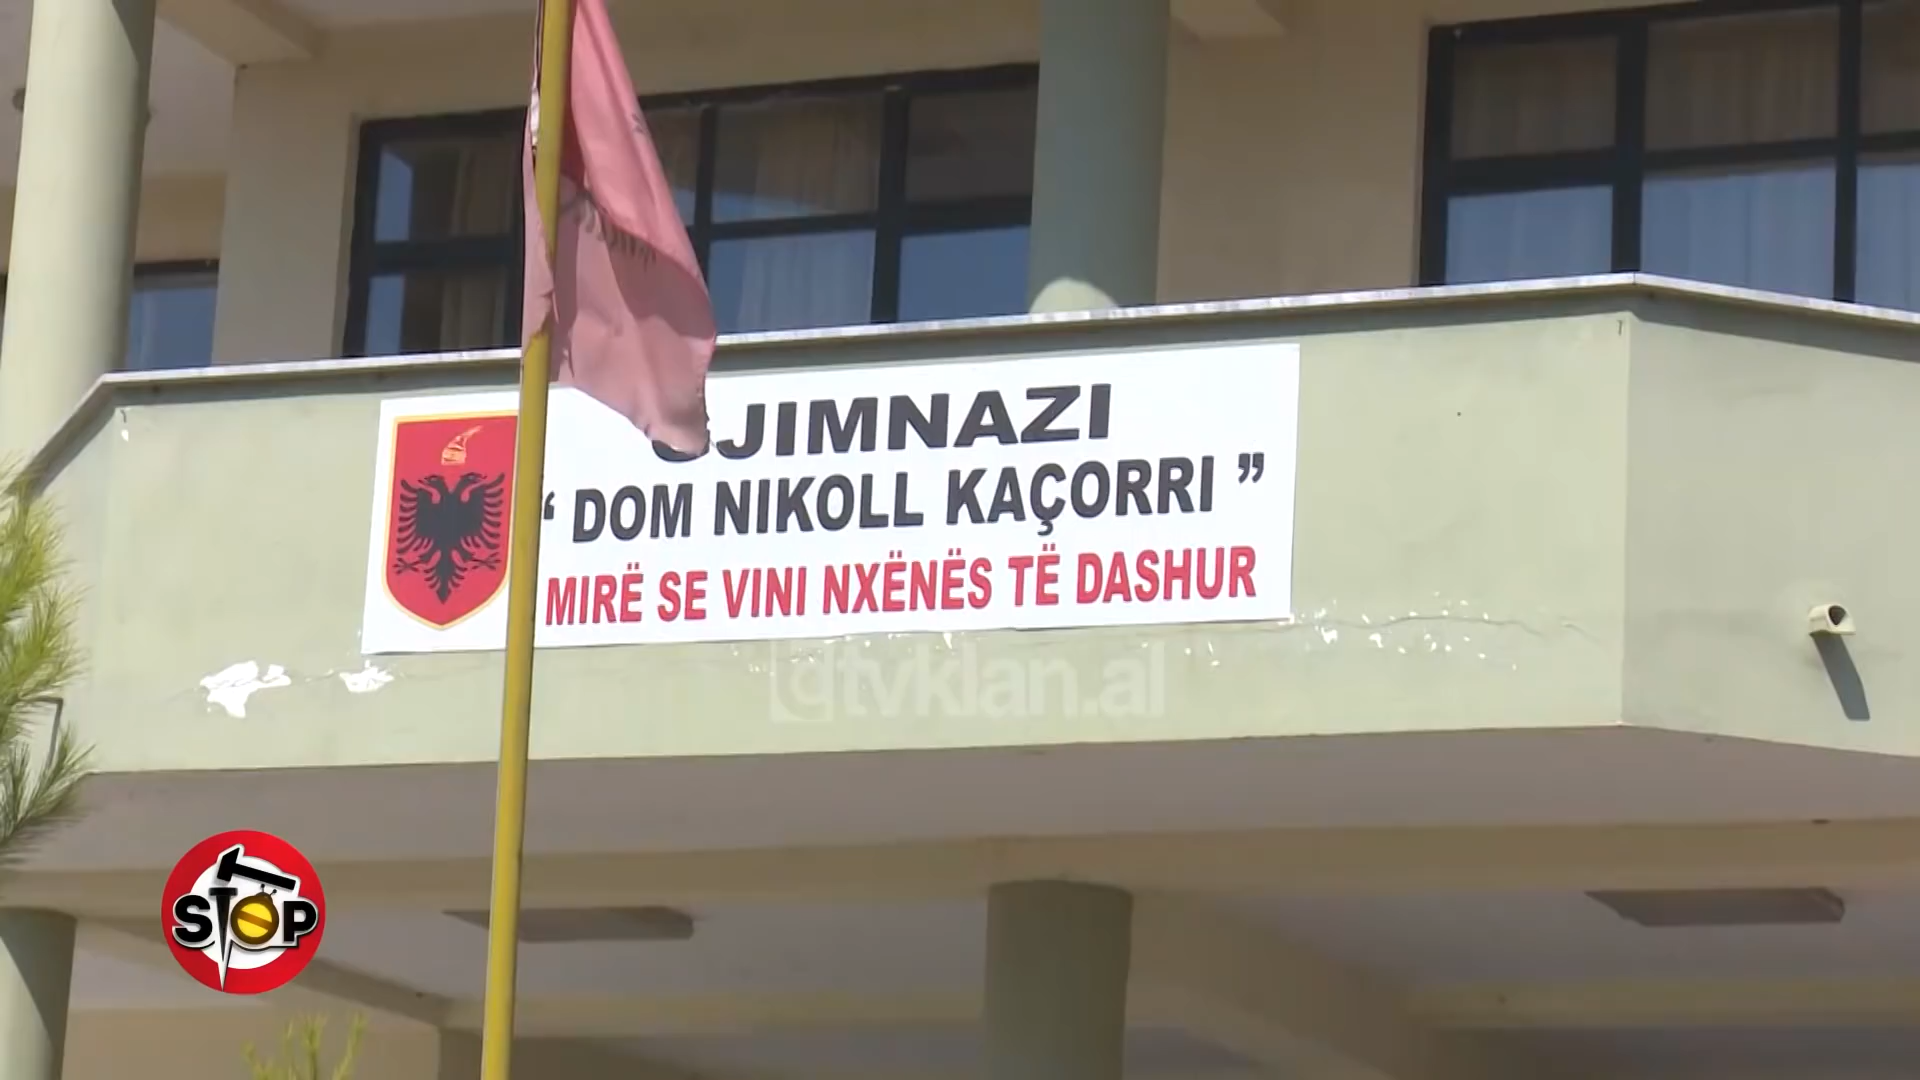 GJIMNAZI
“ DOM NIKOLL KAÇORRI ”
MIRË SE VINI NXËNËS TË DASHUR
tvklan.al
STOP